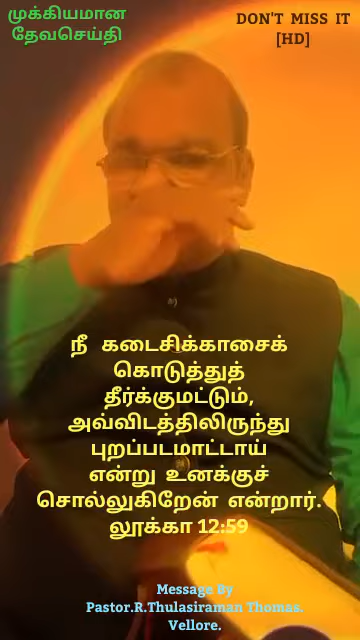 முக்கியமான
தேவசெய்தி
DON'T MISS IT
[HD]
நீ கடைசிக்காசைக்
கொடுத்துத்
தீர்க்குமட்டும்,
அவ்விடத்திலிருந்து
புறப்படமாட்டாய்
என்று உனக்குச்
சொல்லுகிறேன் என்றார்.
லூக்கா 12:59
Message By
Pastor.R.Thulasiraman Thomas.
Vellore.